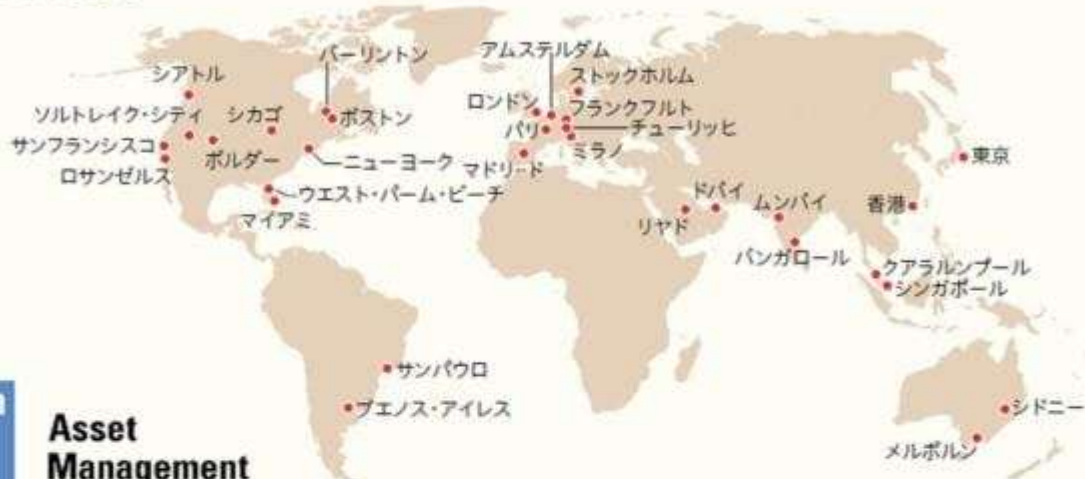 バーリントン
アムステルダム
シアトル
ストックホルム
ソルトレイク・シティ
シカゴ
ボストン
ロンドン
フランクフルト
サンフランシスコ
ボルダー
ニューヨーク
パリ
チューリッヒ
ロサンゼルス
マドリード
ミラノ
東京
ウエスト・パーム・ビーチ
マイアミ
リヤド
ドバイ
ムンバイ
香港
バンガロール
クアラルンプール
シンガポール
サンパウロ
ブエノス・アイレス
シドニー
メルボルン
Asset
Management